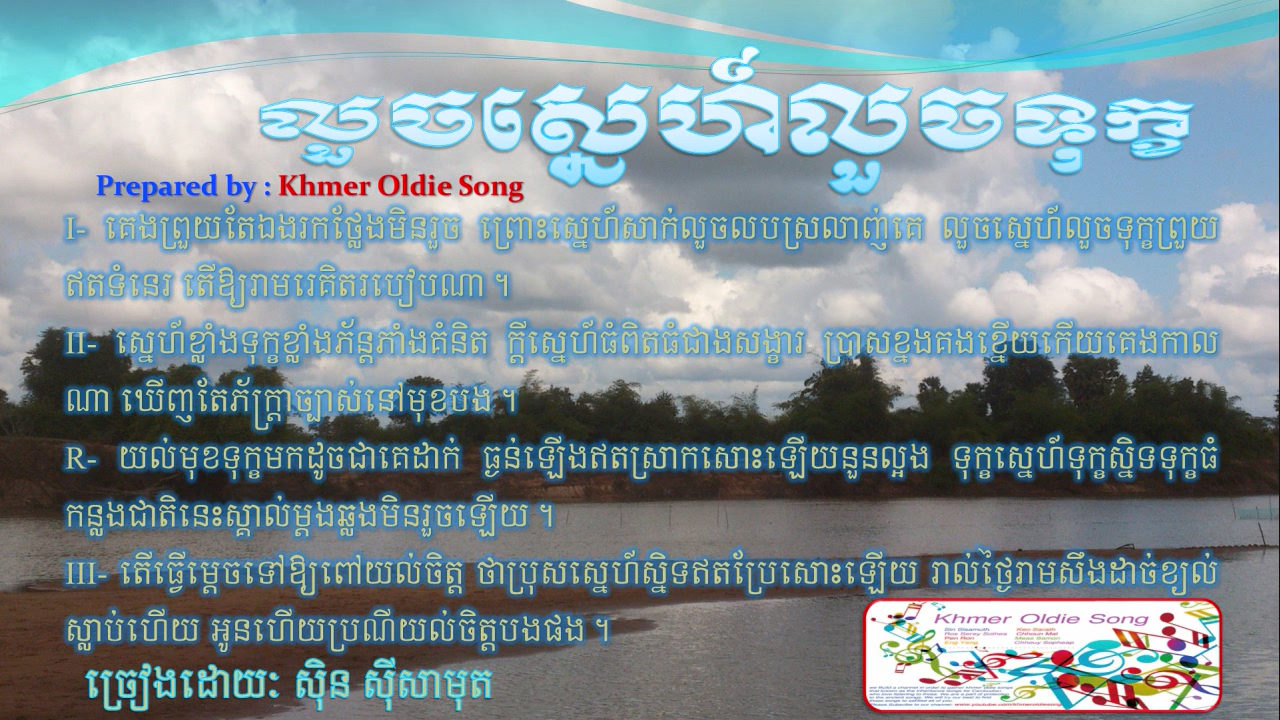 លួចស្នេហ៍លួចទុក្ខ
Prepared by : Khmer Oldie Song
I- គេងព្រួយតែឯងរកថ្លែងមិនរួច ព្រោះស្នេហ៍សាក់លួចលបស្រលាញ់គេ លួចស្នេហ៍លួចទុក្ខព្រួយ
ឥតទំនេរ តើឱ្យរាមរេគិតរបៀបណា ។
II- ស្នេហ៍ខ្លាំងទុក្ខខ្លាំងភ័ន្តភាំងគំនិត ក្ដីស្នេហ៍ធំពិតធំជាងសង្ខារ ប្រាសខ្នងគងខ្នើយកើយគេងកាល
ណា ឃើញតែភ័ក្ត្រាច្បាស់នៅមុខបង ។
R- យល់មុខទុក្ខមកដូចជាគេដាក់ ធ្ងន់ឡើងឥតស្រាកសោះឡើយនួនល្អង ទុក្ខស្នេហ៍ទុក្ខស្និទទុក្ខធំ
កន្លងជាតិនេះស្គាល់ម្ដងឆ្លងមិនរួចឡើយ ។
III- តើធ្វើម្ដេចទៅឱ្យពៅយល់ចិត្ត ថាប្រុសស្នេហ៍ស្និទឥតប្រែសោះឡើយ រាល់ថ្ងៃរាមសឹងដាច់ខ្យល់
ស្លាប់ហើយ អូនហើយប្រណីយល់ចិត្តបងផង ។
ច្រៀងដោយ: ស៊ិន ស៊ីសាមុត
Khmer Oldie Song
Sin Sisamuth
Ros Serey Sothea
Pen Ron
Keo Sarath
Chhoun Mai
Meas Samon
Chhouy Sopheap